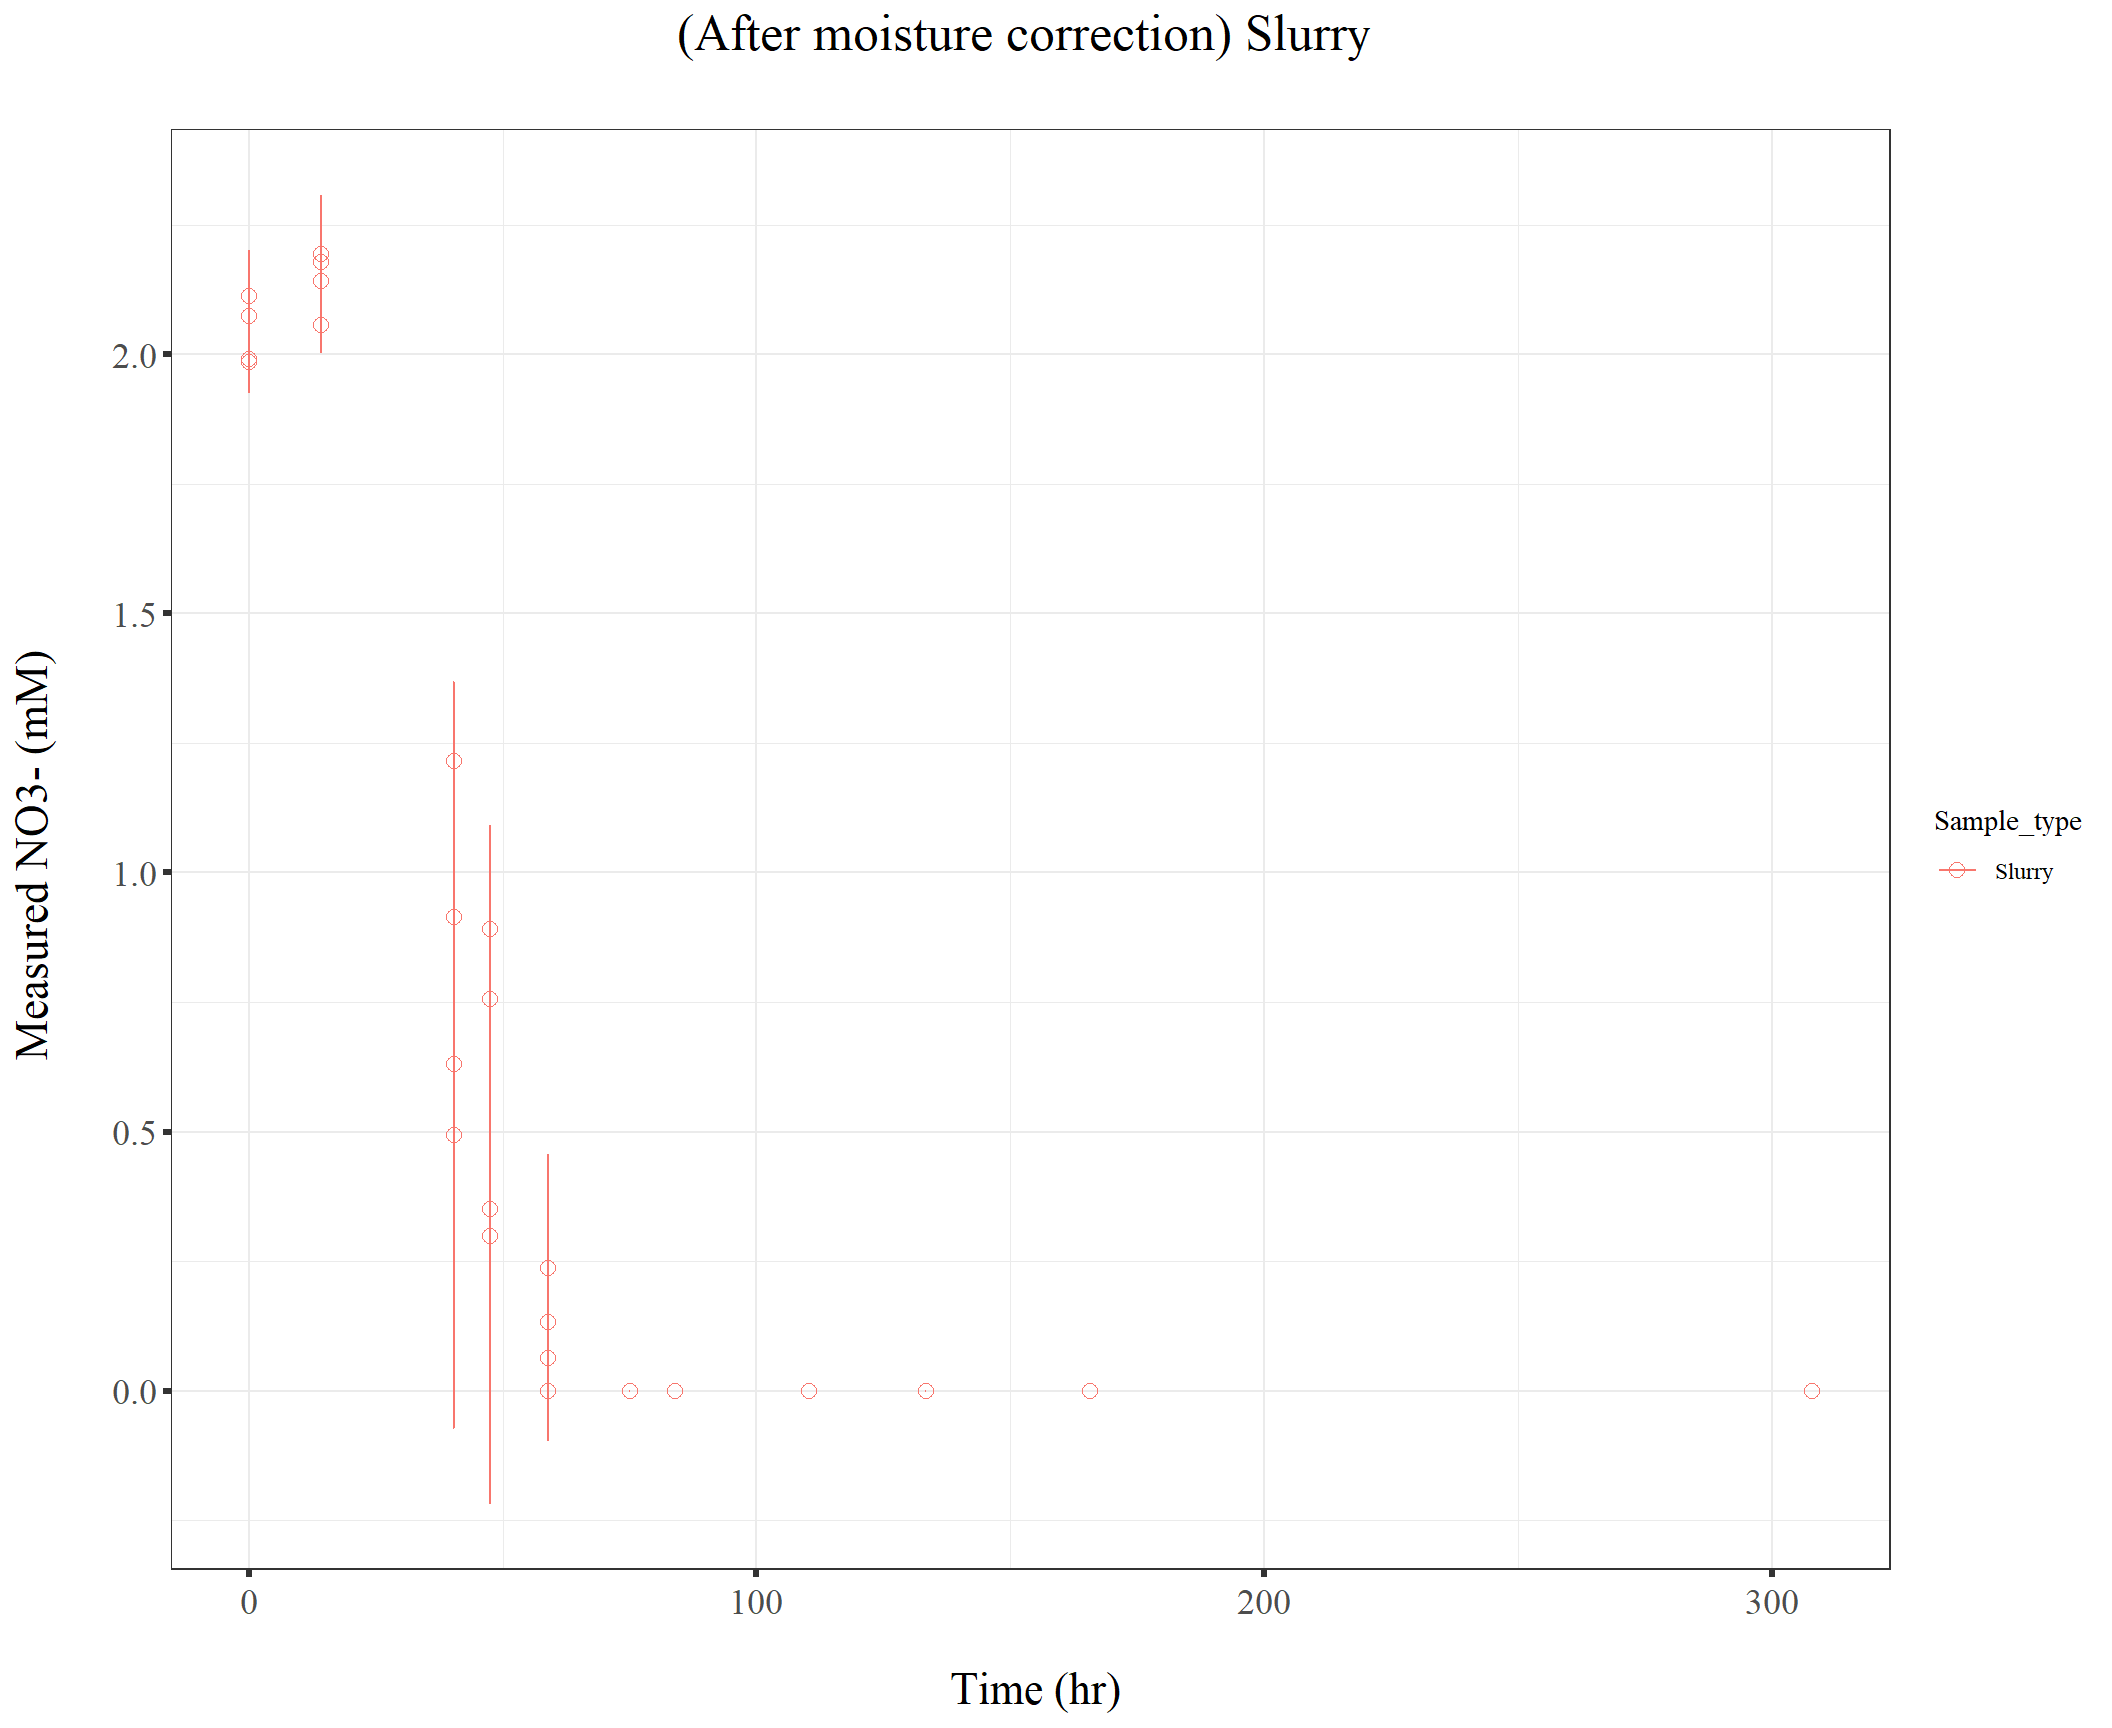 (After moisture correction) Slurry
Measured NO3- (mM)
2.0
1.5
1.0
0.5
0.0
0
100
200
300
Time (hr)
Sample_type
Slurry